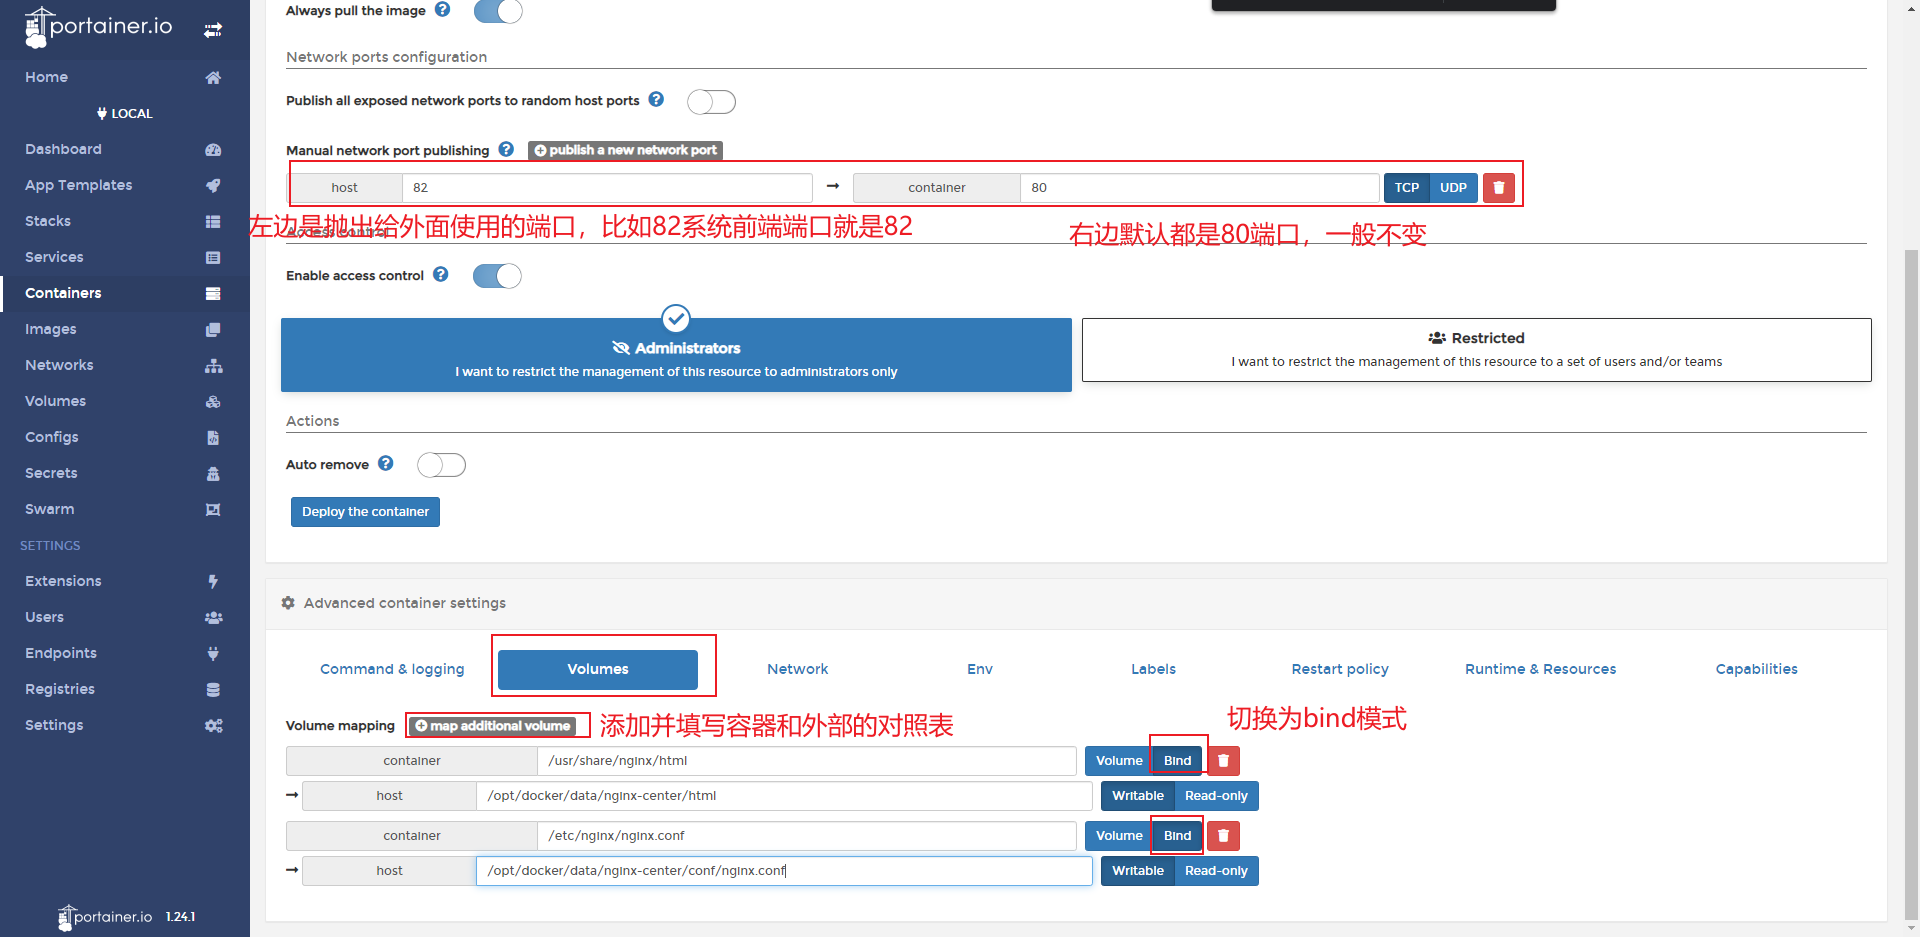 portainer.io
Home
LOCAL
Dashboard
App Templates
Stacks
Services
Containers
Images
Networks
Volumes
Configs
Secrets
Swarm
SETTINGS
Extensions
Users
Endpoints
Registries
Settings
portainer.io 1.24.1
Always pull the image
Network ports configuration
Publish all exposed network ports to random host ports
Manual network port publishing publish a new network port
host 82 → container 80 TCP UDP
左边是抛出给外面使用的端口，比如82系统前端端口就是82
右边默认都是80端口，一般不变
Access control
Enable access control
Administrators
I want to restrict the management of this resource to administrators only
Restricted
I want to restrict the management of this resource to a set of users and/or teams
Actions
Auto remove
Deploy the container
Advanced container settings
Command & logging Volumes Network Env Labels Restart policy Runtime & Resources Capabilities
Volume mapping map additional volume 添加并填写容器和外部的对照表
切换为bind模式
container /usr/share/nginx/html Volume Bind
→ host /opt/docker/data/nginx-center/html Writable Read-only
container /etc/nginx/nginx.conf Volume Bind
→ host /opt/docker/data/nginx-center/conf/nginx.conf Writable Read-only